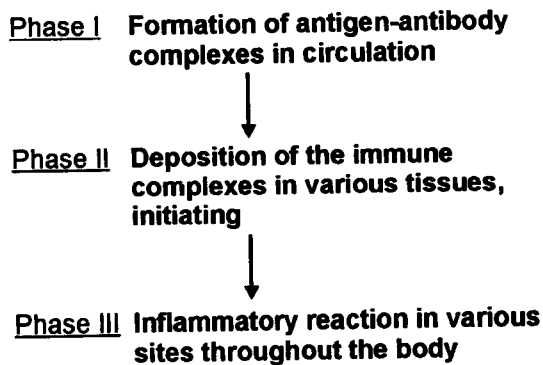 Phase I Formation of antigen-antibody
complexes in circulation
Phase II Deposition of the immune
complexes in various tissues,
initiating
Phase III Inflammatory reaction in various
sites throughout the body